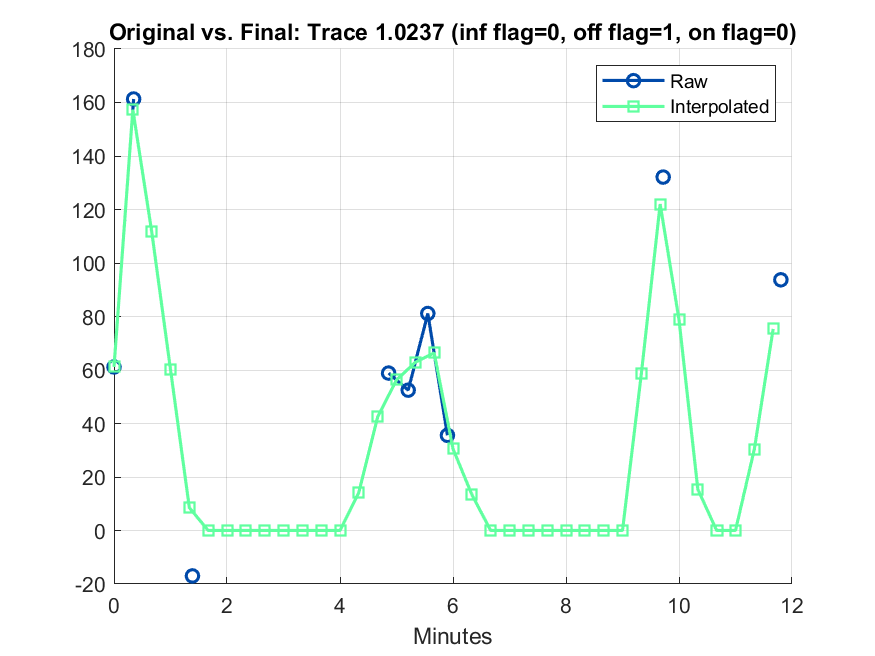 Original vs. Final: Trace 1.0237 (inf flag=0, off flag=1, on flag=0)
180
160
140
120
100
80
60
40
20
0
-20
Raw
Interpolated
0 2 4 6 8 10 12
Minutes